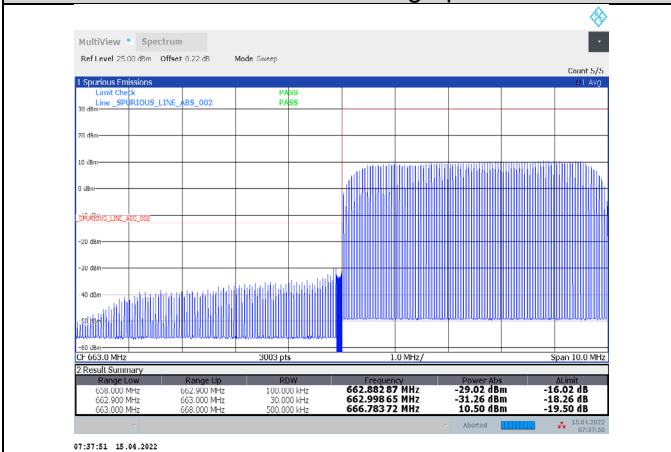 MultiView Spectrum
Ref Level 25.00 dBm Offset 8.22 dB Mode Sweep
Count 5/5
1 Spurious Emissions 1 Avg
Limit Check PASS
Line _SPURIOUS_LINE_ABS_002 PASS
30 dBm
20 dBm
10 dBm
0 dBm
_SPURIOUS_LINE_ABS_002
-20 dBm
-30 dBm
-40 dBm
-50 dBm
-60 dBm
CF 663.0 MHz 3003 pts 1.0 MHz/ Span 10.0 MHz
2 Result Summary
Range Low Range Up RBW Frequency Power Abs ΔLimit
658.000 MHz 662.900 MHz 100.000 kHz 662.882 87 MHz -29.02 dBm -16.02 dB
662.900 MHz 663.000 MHz 30.000 kHz 662.998 65 MHz -31.26 dBm -18.26 dB
663.000 MHz 668.000 MHz 500.000 kHz 666.783 72 MHz 10.50 dBm -19.50 dB
Aborted 15.04.2022
07:37:50
07:37:51 15.04.2022